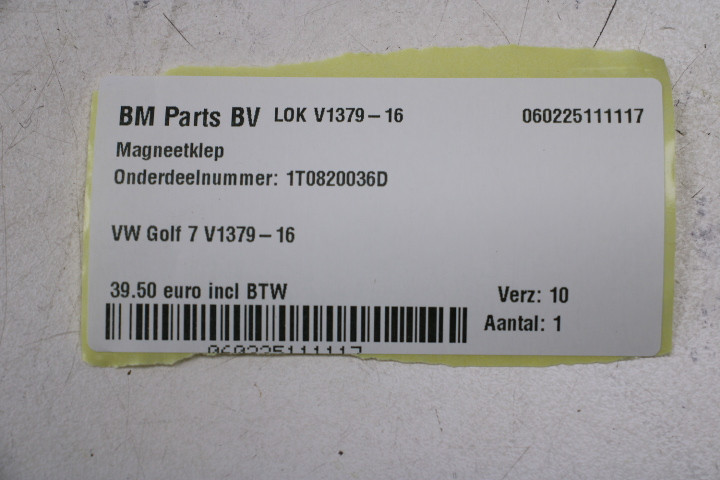 BM Parts BV LOK V1379-16 060225111117
Magneetklep
Onderdeelnummer: 1T0820036D
VW Golf 7 V1379-16
39.50 euro incl BTW Verz: 10
Aantal: 1
060225111117